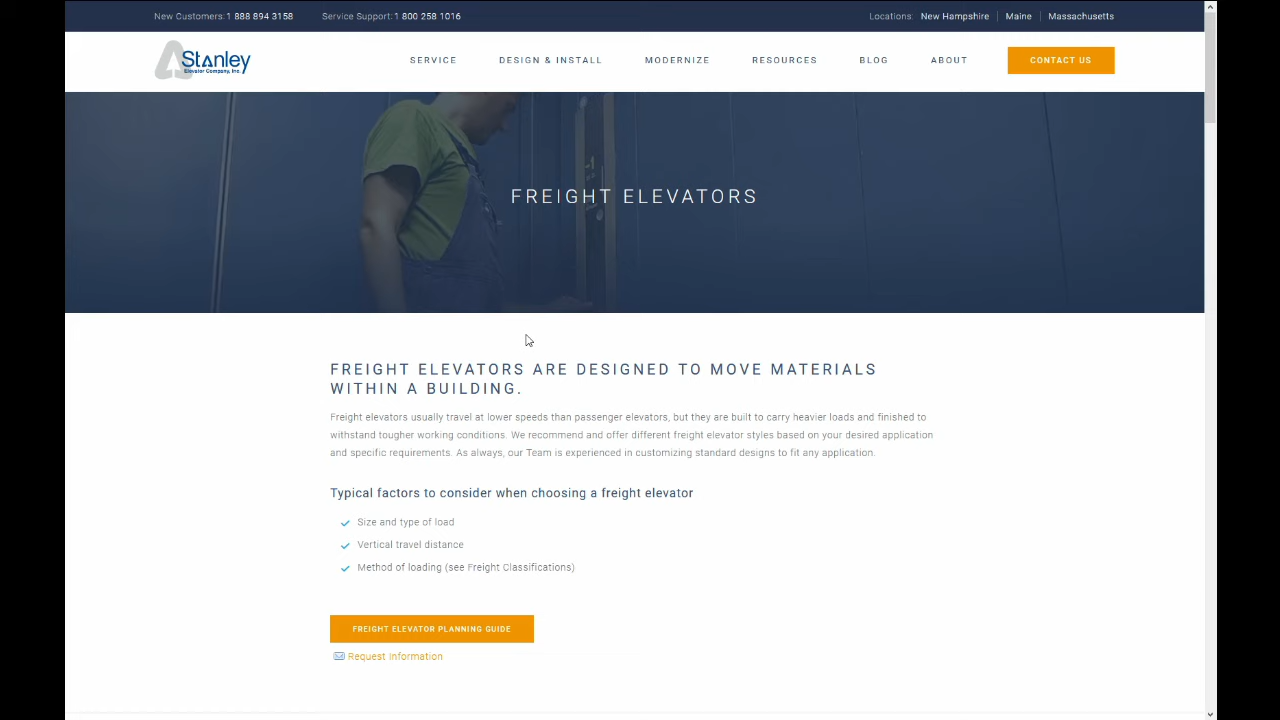 New Customers: 1 888 894 3158 Service Support: 1 800 258 1016 Locations: New Hampshire Maine Massachusetts
Stanley
Elevator Company, Inc.
SERVICE DESIGN & INSTALL MODERNIZE RESOURCES BLOG ABOUT CONTACT US
FREIGHT ELEVATORS
FREIGHT ELEVATORS ARE DESIGNED TO MOVE MATERIALS
WITHIN A BUILDING.
Freight elevators usually travel at lower speeds than passenger elevators, but they are built to carry heavier loads and finished to
withstand tougher working conditions. We recommend and offer different freight elevator styles based on your desired application
and specific requirements. As always, our Team is experienced in customizing standard designs to fit any application.
Typical factors to consider when choosing a freight elevator
Size and type of load
Vertical travel distance
Method of loading (see Freight Classifications)
FREIGHT ELEVATOR PLANNING GUIDE
Request Information